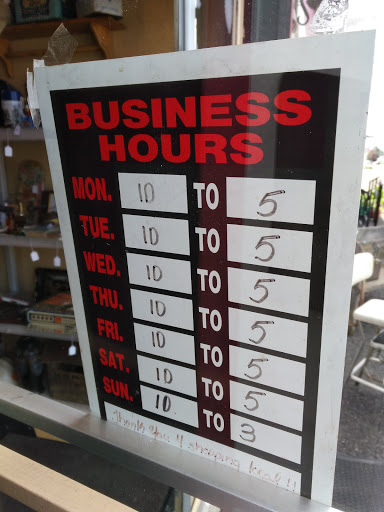 BUSINESS
HOURS
MON. 10 TO 5
TUE. 10 TO 5
WED. 10 TO 5
THU. 10 TO 5
FRI. 10 TO 5
SAT. 10 TO 5
SUN. 10 TO 3
Thank You 4 shopping local!!